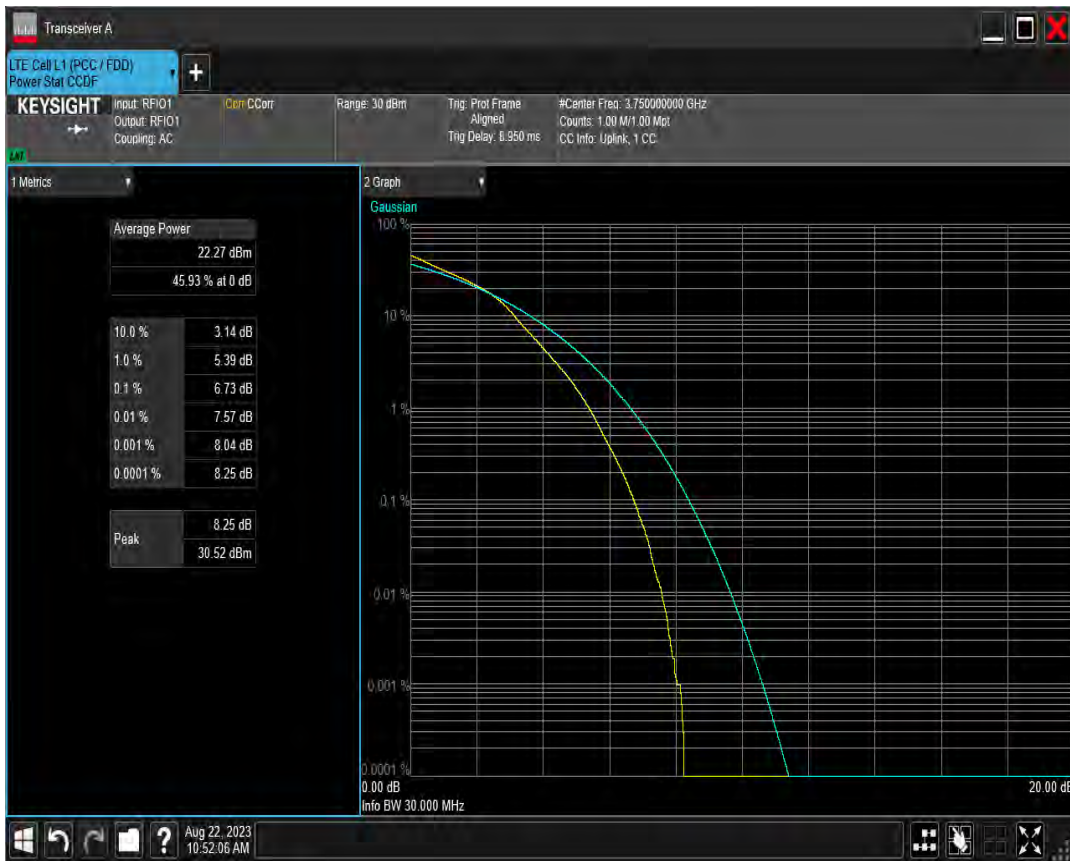 Transceiver A
LTE Cell L1 (PCC / FDD)
Power Stat CCDF
+
KEYSIGHT
Input: RFIO1
Output: RFIO1
Coupling: AC
Corr CCorr
Range: 30 dBm
Trig: Prot Frame
Aligned
Trig Delay: 8.950 ms
#Center Freq: 3.750000000 GHz
Counts: 1.00 M/1.00 Mpt
CC Info: Uplink, 1 CC
1 Metrics
Average Power
22.27 dBm
45.93 % at 0 dB
10.0 % 3.14 dB
1.0 % 5.39 dB
0.1 % 6.73 dB
0.01 % 7.57 dB
0.001 % 8.04 dB
0.0001 % 8.25 dB
Peak
8.25 dB
30.52 dBm
2 Graph
Gaussian
100 %
10 %
1 %
0.1 %
0.01 %
0.001 %
0.0001 %
0.00 dB 20.00 dB
Info BW 30.000 MHz
?
Aug 22, 2023
10:52:06 AM